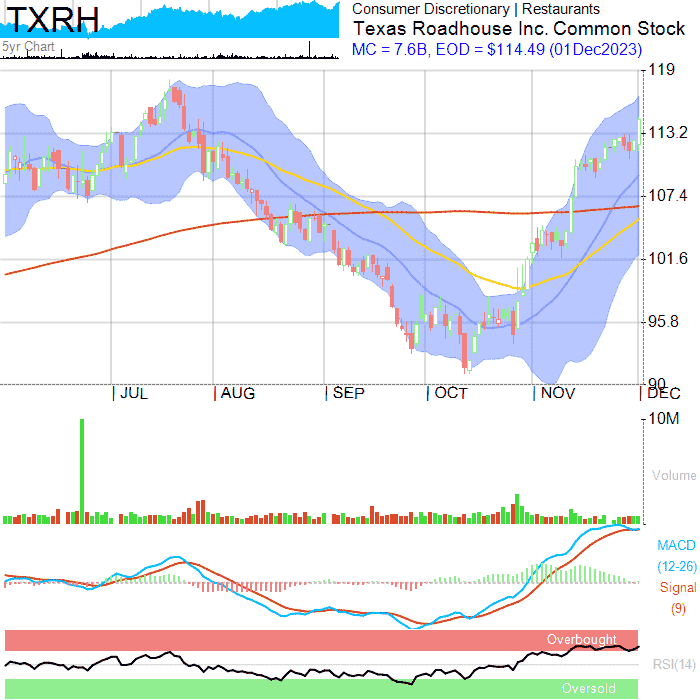 TXRH
5yr Chart
Consumer Discretionary | Restaurants
Texas Roadhouse Inc. Common Stock
MC = 7.6B, EOD = $114.49 (01Dec2023)
119
113.2
107.4
101.6
95.8
90
JUL
AUG
SEP
OCT
NOV
DEC
10M
Volume
MACD
(12-26)
Signal
(9)
Overbought
RSI(14)
Oversold